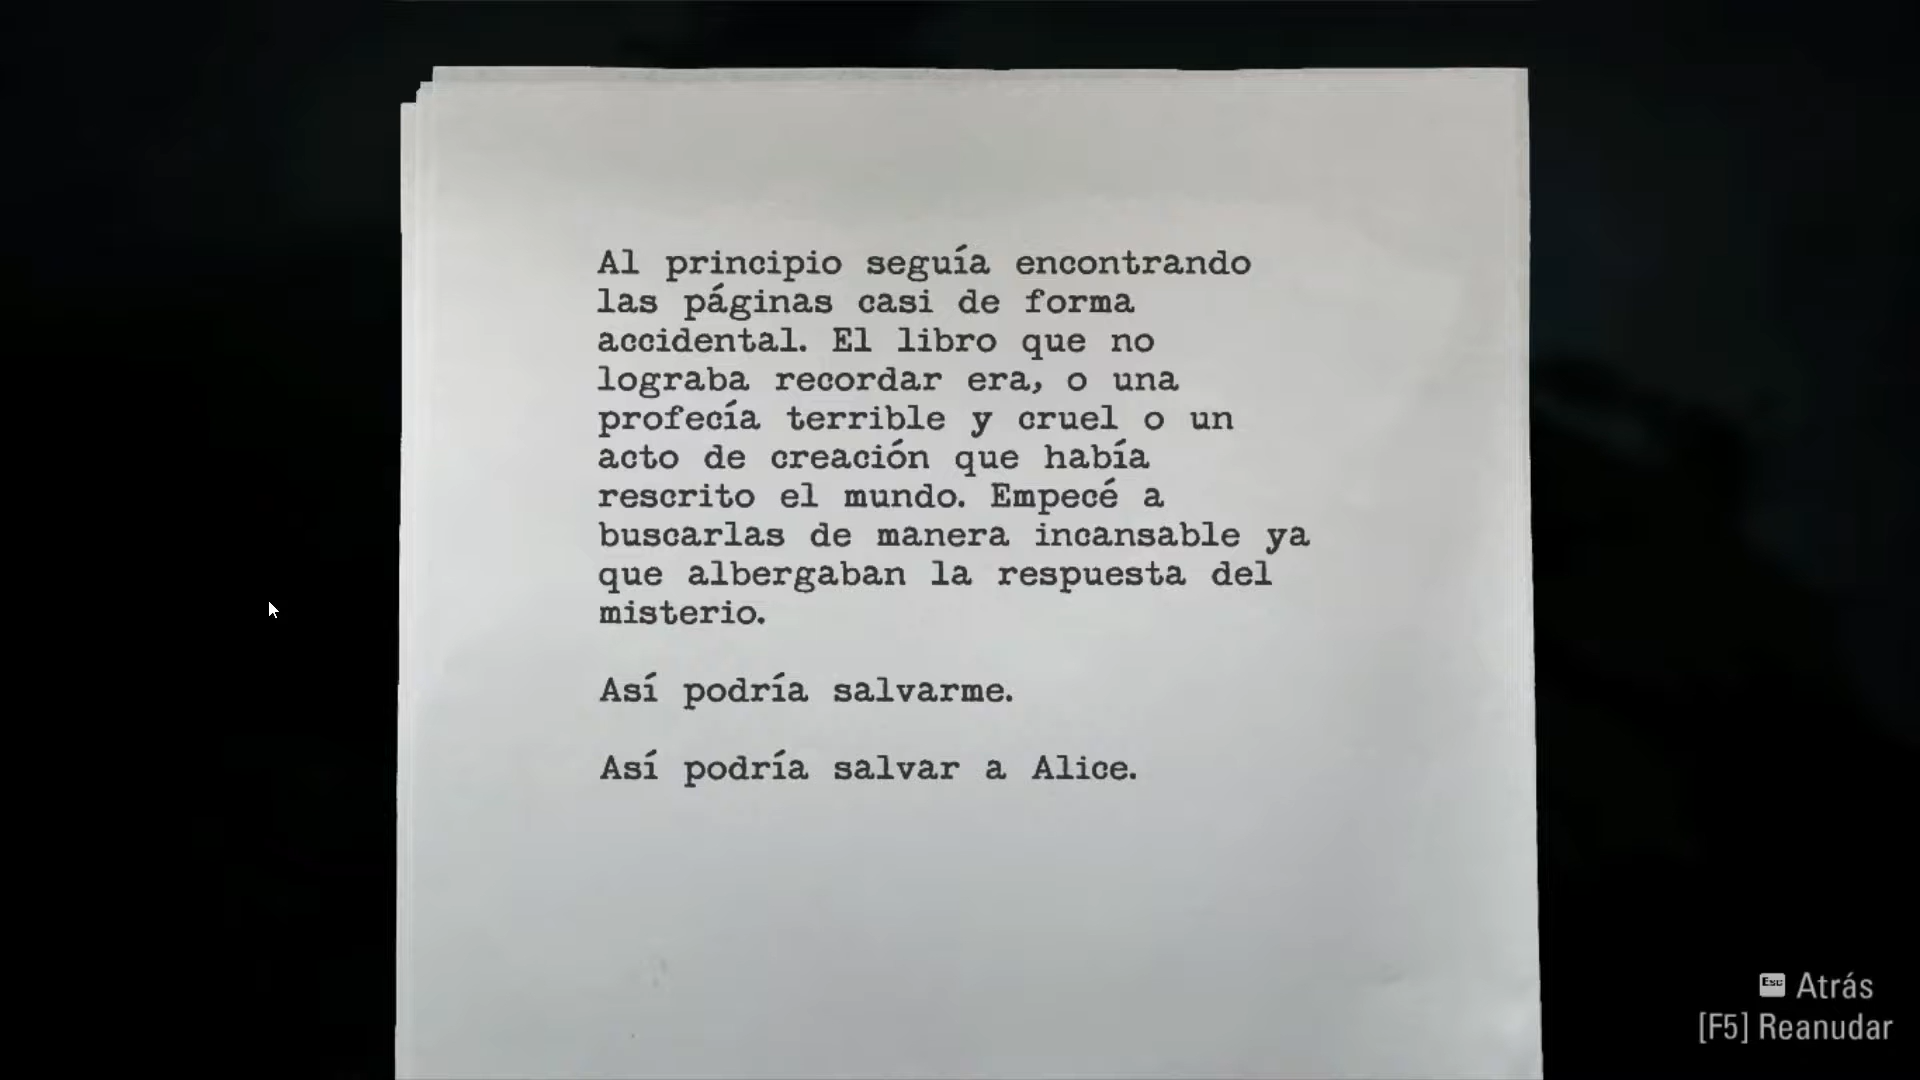 Al principio seguía encontrando
las páginas casi de forma
accidental. El libro que no
lograba recordar era, o una
profecía terrible y cruel o un
acto de creación que había
rescrito el mundo. Empecé a
buscarlas de manera incansable ya
que albergaban la respuesta del
misterio.
Así podría salvarme.
Así podría salvar a Alice.
Esc Atrás
[F5] Reanudar